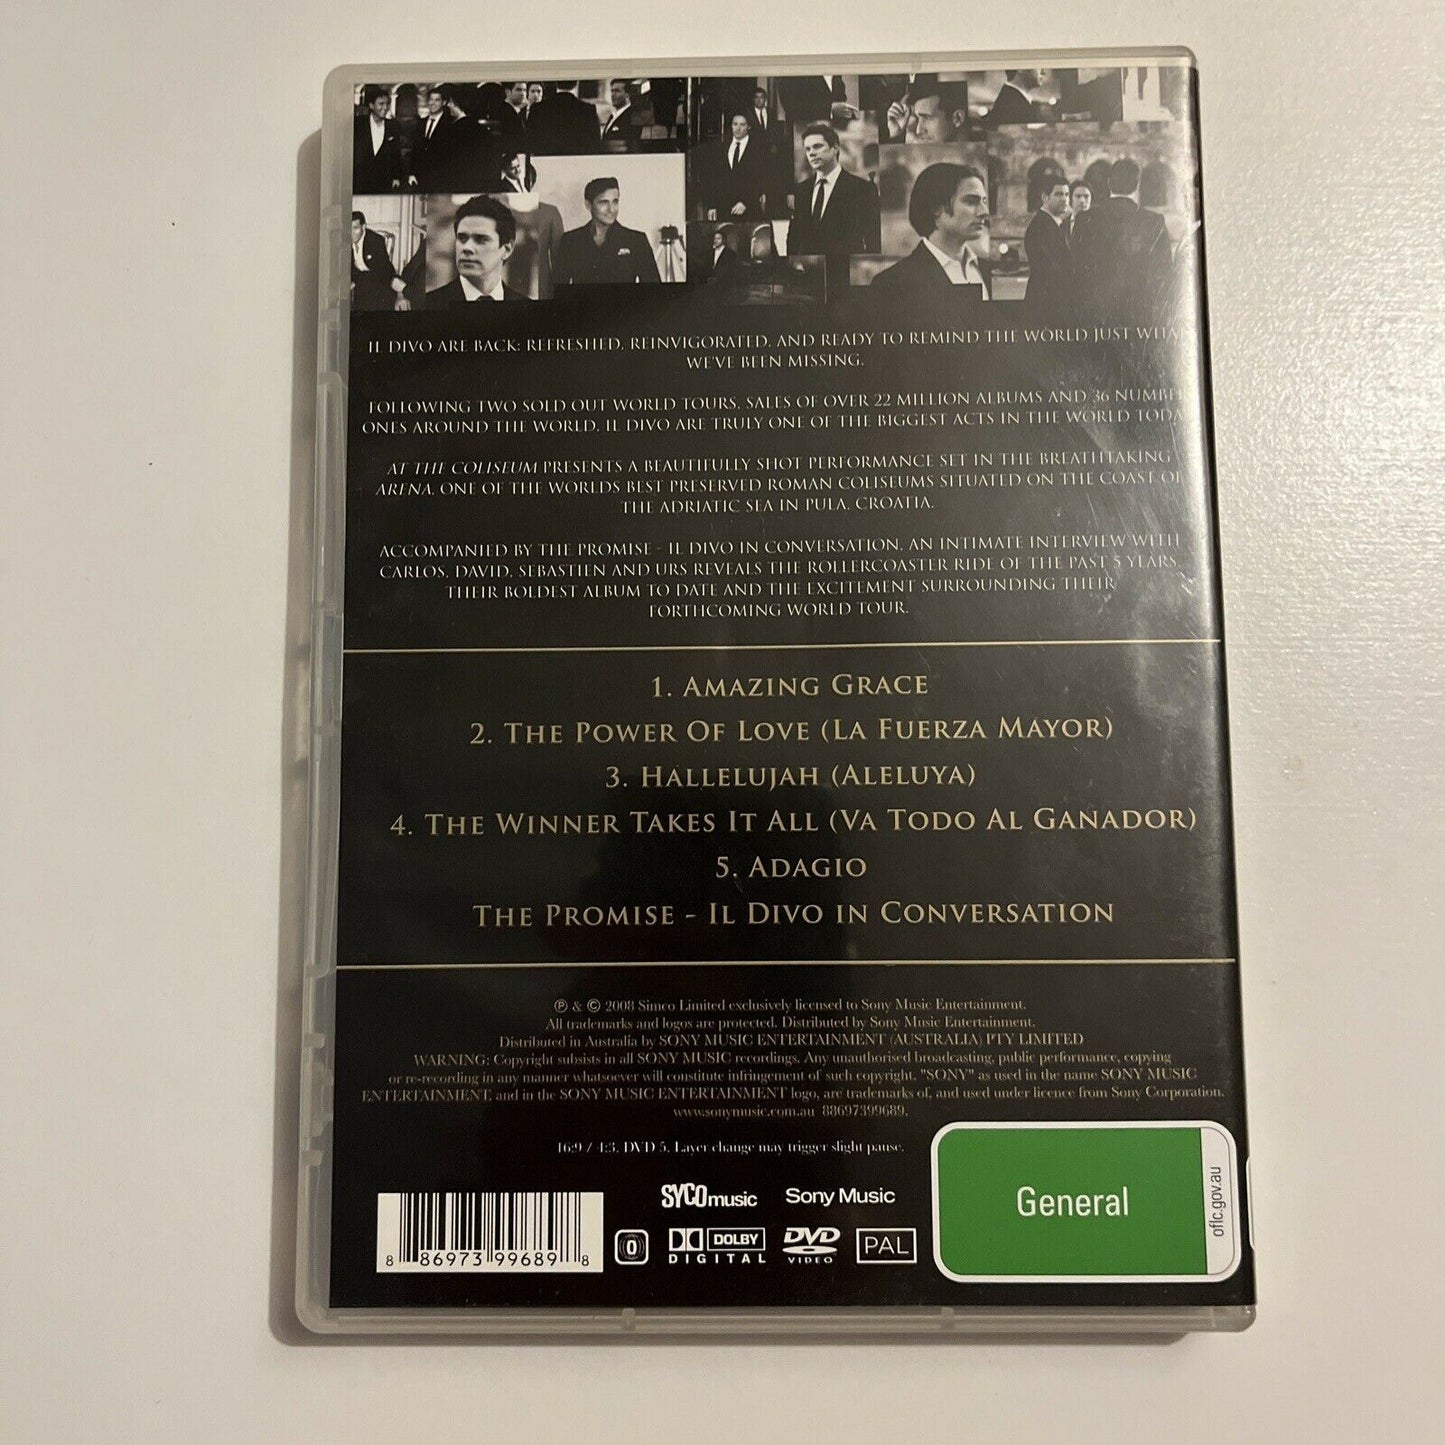 IL DIVO ARE BACK: REFRESHED, REINVIGORATED, AND READY TO REMIND THE WORLD JUST WHA
WE'VE BEEN MISSING.
FOLLOWING TWO SOLD OUT WORLD TOURS, SALES OF OVER 22 MILLION ALBUMS AND 36 NUMBE
ONES AROUND THE WORLD, IL DIVO ARE TRULY ONE OF THE BIGGEST ACTS IN THE WORLD TODA
AT THE COLISEUM PRESENTS A BEAUTIFULLY SHOT PERFORMANCE SET IN THE BREATHTAKING
ARENA, ONE OF THE WORLDS BEST PRESERVED ROMAN COLISEUMS SITUATED ON THE COAST OF
THE ADRIATIC SEA IN PULA, CROATIA.
ACCOMPANIED BY THE PROMISE - IL DIVO IN CONVERSATION, AN INTIMATE INTERVIEW WITH
CARLOS, DAVID, SEBASTIEN AND URS REVEALS THE ROLLERCOASTER RIDE OF THE PAST 5 YEARS,
THEIR BOLDEST ALBUM TO DATE AND THE EXCITEMENT SURROUNDING THEIR
FORTHCOMING WORLD TOUR.
1. AMAZING GRACE
2. THE POWER OF LOVE (LA FUERZA MAYOR)
3. HALLELUJAH (ALELUYA)
4. THE WINNER TAKES IT ALL (VA TODO AL GANADOR)
5. ADAGIO
THE PROMISE - IL DIVO IN CONVERSATION
℗ & © 2008 Simco Limited exclusively licensed to Sony Music Entertainment.
All trademarks and logos are protected. Distributed by Sony Music Entertainment.
Distributed in Australia by SONY MUSIC ENTERTAINMENT (AUSTRALIA) PTY LIMITED
WARNING: Copyright subsists in all SONY MUSIC recordings. Any unauthorised broadcasting, public performance, copying
or re-recording in any manner whatsoever will constitute infringement of such copyright. "SONY" as used in the name SONY MUSIC
ENTERTAINMENT, and in the SONY MUSIC ENTERTAINMENT logo, are trademarks of, and used under licence from Sony Corporation.
www.sonymusic.com.au 88697399689.
16:9 / 4:3. DVD 5. Layer change may trigger slight pause.
SYCOmusic Sony Music
8 86973 99689 8
0 DOLBY DIGITAL DVD VIDEO PAL
General
oflc.gov.au